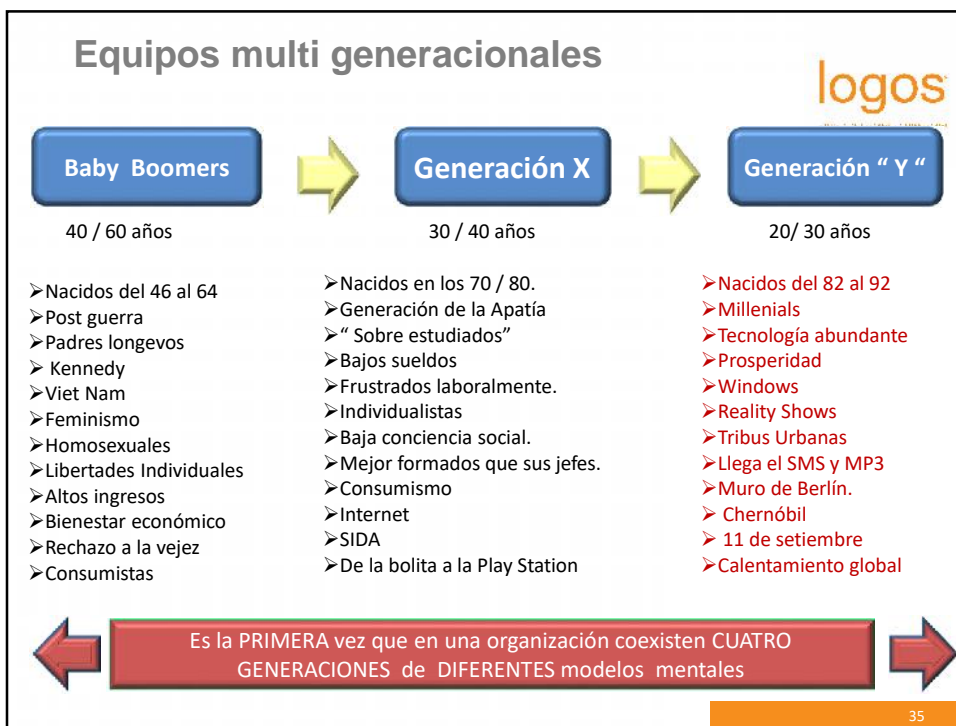 Equipos multi generacionales
logos
Baby Boomers
Generación X
Generación “ Y “
40 / 60 años
30 / 40 años
20/ 30 años
➢Nacidos del 46 al 64
➢Post guerra
➢Padres longevos
➢ Kennedy
➢Viet Nam
➢Feminismo
➢Homosexuales
➢Libertades Individuales
➢Altos ingresos
➢Bienestar económico
➢Rechazo a la vejez
➢Consumistas
➢Nacidos en los 70 / 80.
➢Generación de la Apatía
➢“ Sobre estudiados”
➢Bajos sueldos
➢Frustrados laboralmente.
➢Individualistas
➢Baja conciencia social.
➢Mejor formados que sus jefes.
➢Consumismo
➢Internet
➢SIDA
➢De la bolita a la Play Station
➢Nacidos del 82 al 92
➢Millenials
➢Tecnología abundante
➢Prosperidad
➢Windows
➢Reality Shows
➢Tribus Urbanas
➢Llega el SMS y MP3
➢Muro de Berlín.
➢ Chernóbil
➢ 11 de setiembre
➢Calentamiento global
Es la PRIMERA vez que en una organización coexisten CUATRO
GENERACIONES de DIFERENTES modelos mentales
35